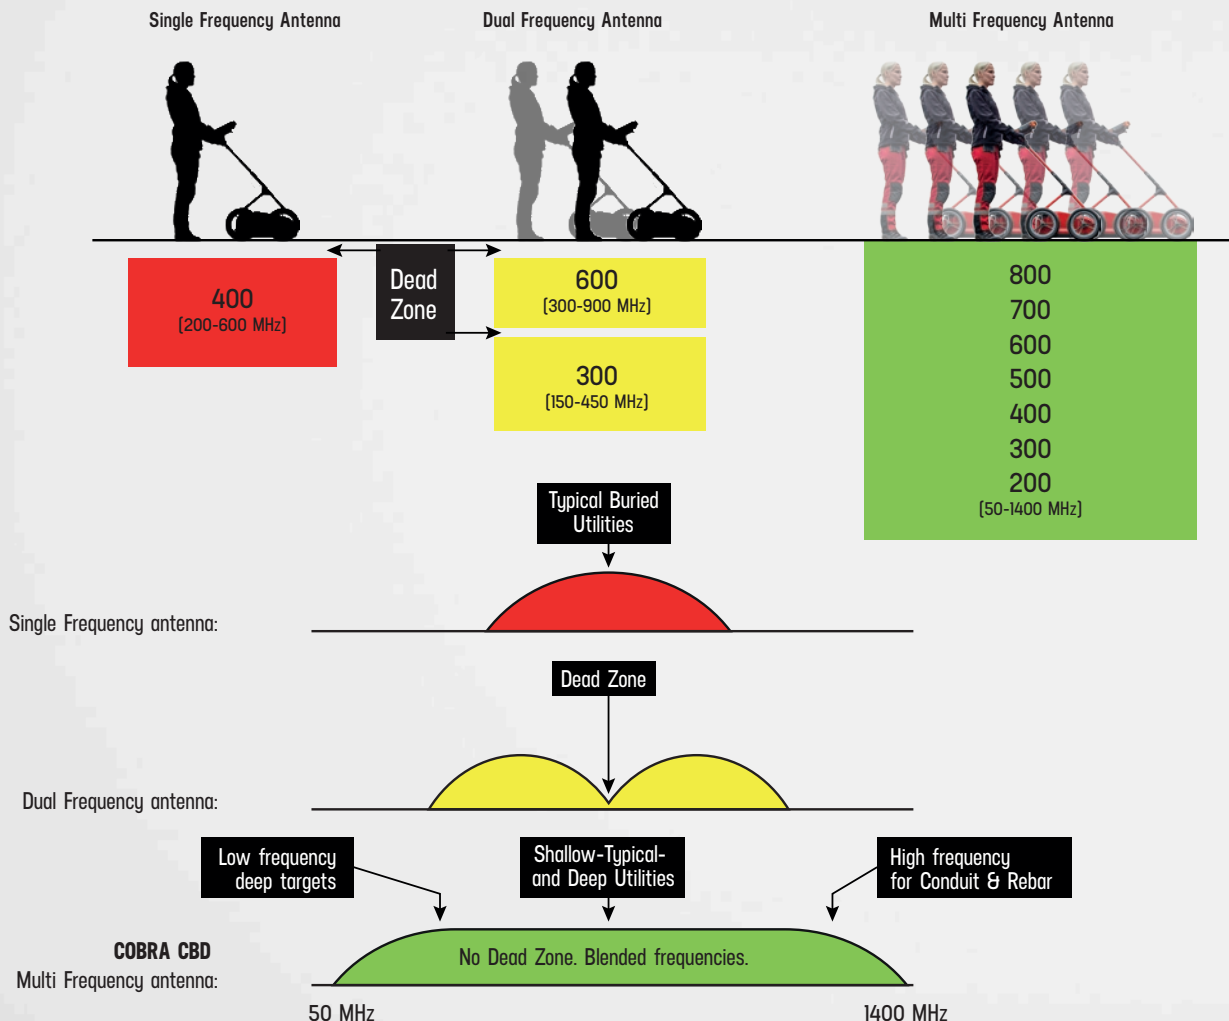 Single Frequency Antenna
Dual Frequency Antenna
Multi Frequency Antenna
400
(200-600 MHz)
Dead
Zone
600
(300-900 MHz)
300
(150-450 MHz)
800
700
600
500
400
300
200
(50-1400 MHz)
Typical Buried
Utilities
Single Frequency antenna:
Dead Zone
Dual Frequency antenna:
Low frequency
deep targets
Shallow-Typical-
and Deep Utilities
High frequency
for Conduit & Rebar
COBRA CBD
Multi Frequency antenna:
No Dead Zone. Blended frequencies.
50 MHz
1400 MHz